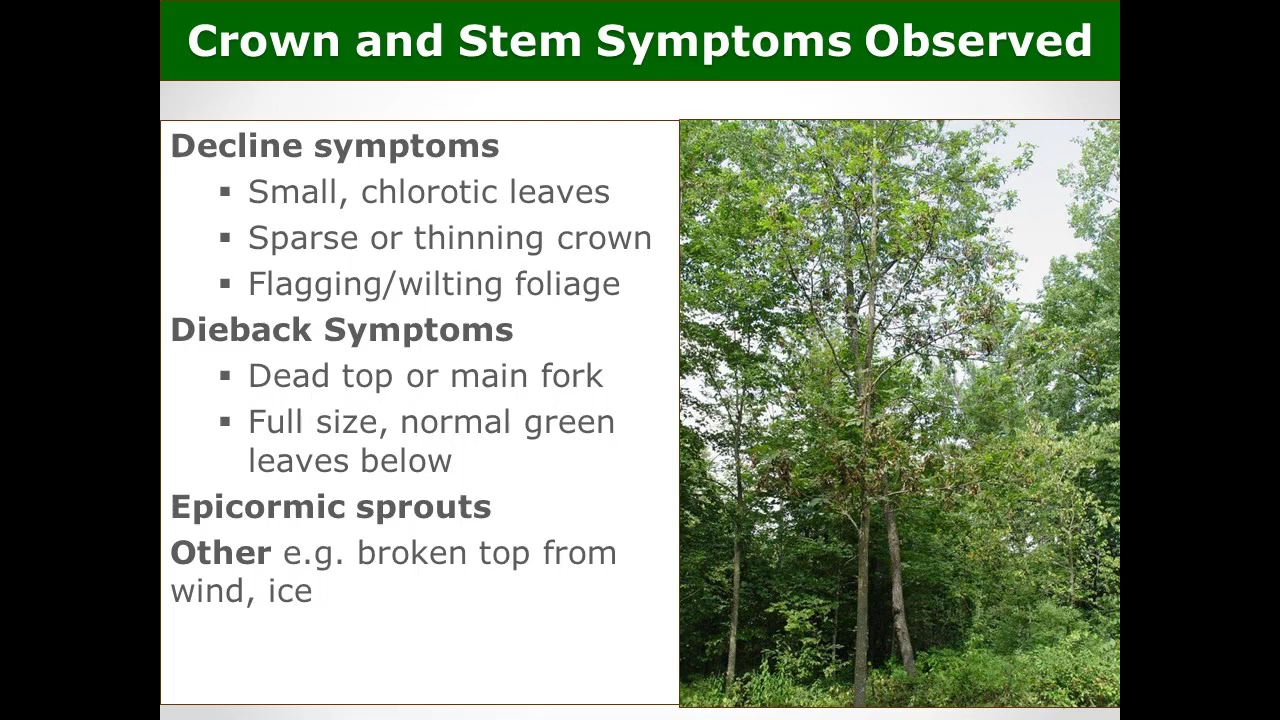 Crown and Stem Symptoms Observed
Decline symptoms
▪ Small, chlorotic leaves
▪ Sparse or thinning crown
▪ Flagging/wilting foliage
Dieback Symptoms
▪ Dead top or main fork
▪ Full size, normal green
leaves below
Epicormic sprouts
Other e.g. broken top from
wind, ice